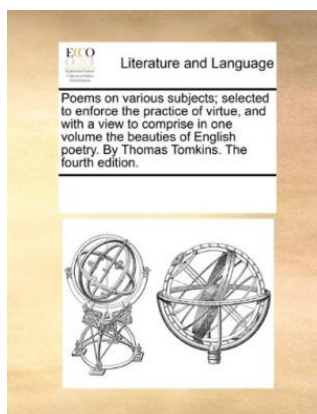 ECCO
Literature and Language
Poems on various subjects; selected
to enforce the practice of virtue, and
with a view to comprise in one
volume the beauties of English
poetry. By Thomas Tomkins. The
fourth edition.